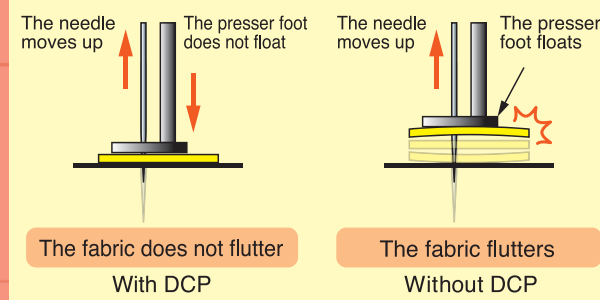 The needle
moves up
The presser foot
does not float
The fabric does not flutter
With DCP
The needle
moves up
The presser
foot floats
The fabric flutters
Without DCP